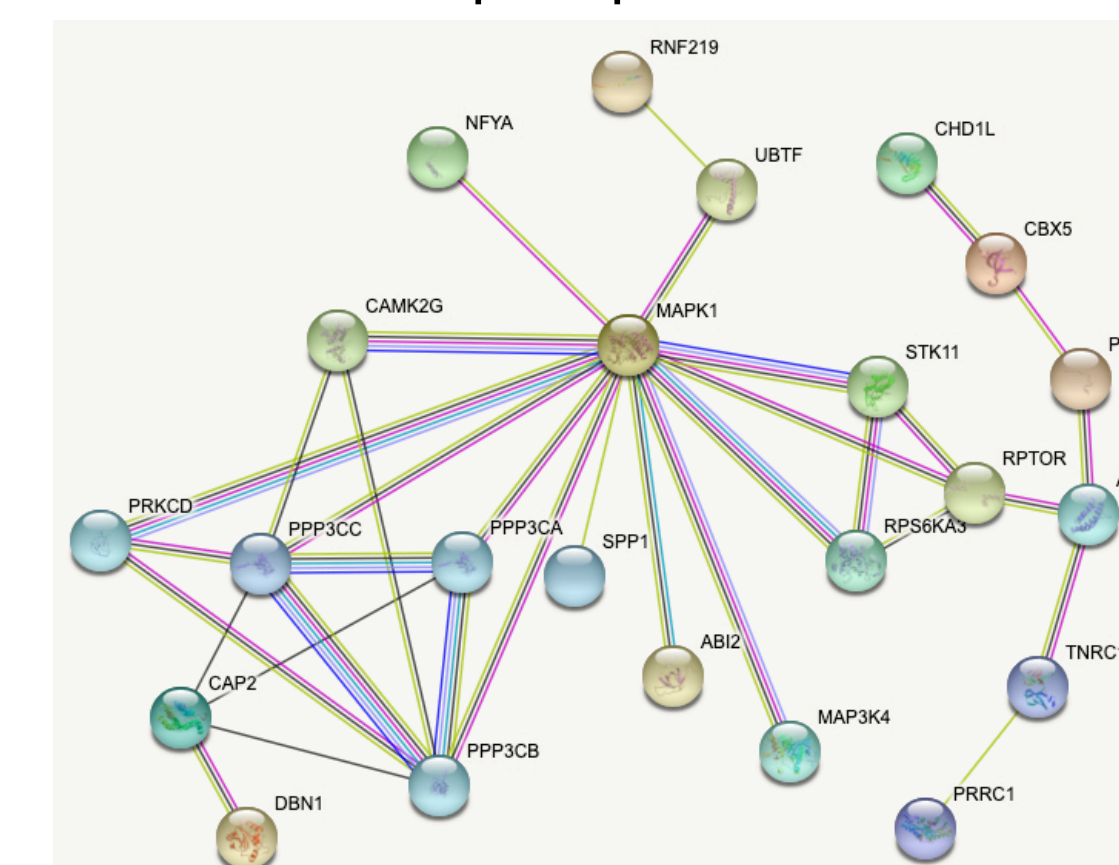 RNF219
NFYA
CHD1L
UBTF
CBX5
CAMK2G
MAPK1
P
STK11
RPTOR
PRKCD
PPP3CC
PPP3CA
RPS6KA3
SPP1
ABI2
TNRC
CAP2
MAP3K4
PPP3CB
PRRC1
DBN1